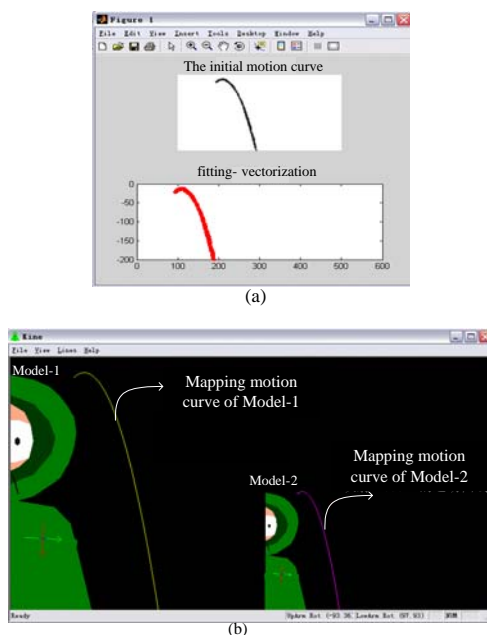 Figure 1
File Edit View Insert Tools Desktop Window Help
The initial motion curve
fitting- vectorization
0
-50
-100
-150
-200
0 100 200 300 400 500 600
(a)
Kine
File View Lines Help
Model-1
Mapping motion
curve of Model-1
Mapping motion
curve of Model-2
Model-2
Ready
NUM
(b)